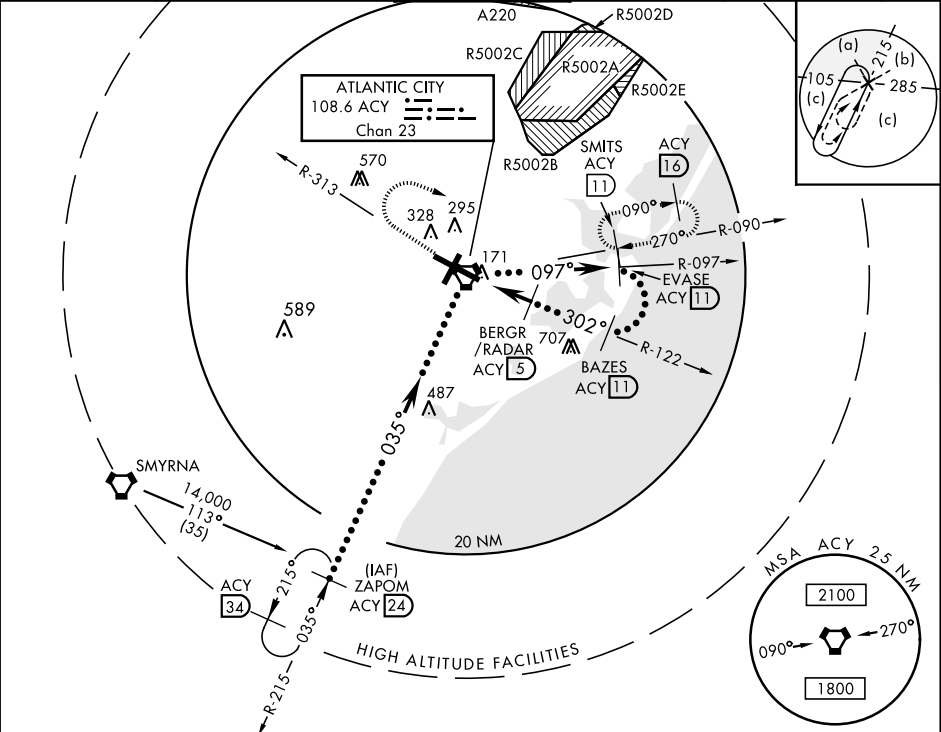 A220
R5002D
R5002C
R5002A
R5002E
R5002B
(a)
215
(b)
105
285
(c)
(c)
ATLANTIC CITY
108.6 ACY
Chan 23
SMITS
ACY
11
ACY
16
570
R-313
328
295
171
090°
270°
R-090
097°
R-097
EVASE
ACY 11
302°
BERGR
/RADAR
ACY 5
707
BAZES
ACY 11
R-122
589
487
035°
SMYRNA
14,000
113°
(35)
20 NM
ACY
34
215°
035°
(IAF)
ZAPOM
ACY 24
R-215
HIGH ALTITUDE FACILITIES
MSA ACY 25 NM
2100
090°
270°
1800